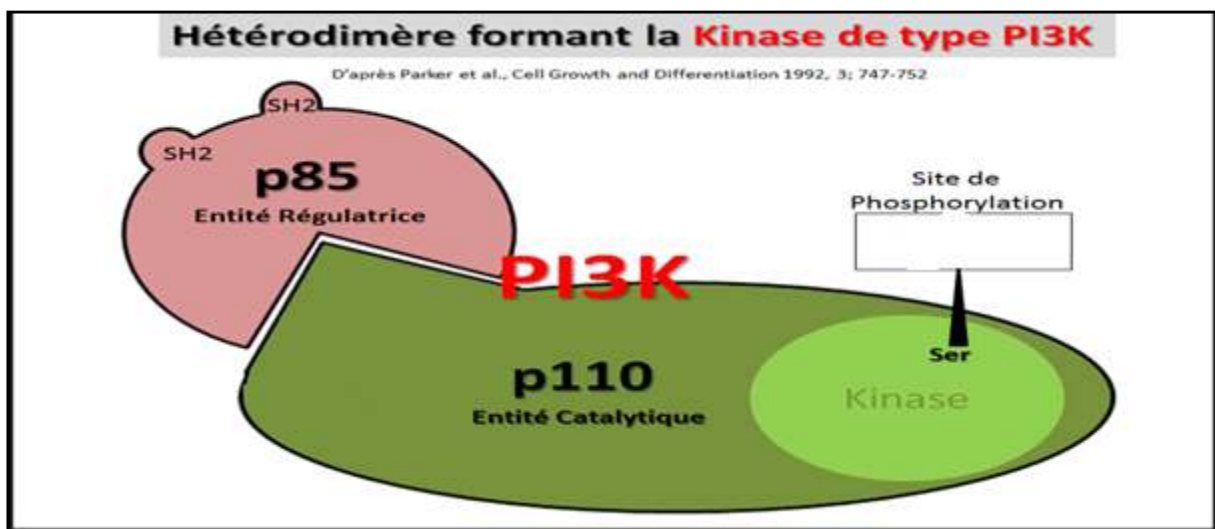 Hétérodimère formant la Kinase de type PI3K
D'après Parker et al., Cell Growth and Differentiation 1992, 3; 747-752
SH2
SH2
p85
Entité Régulatrice
Site de
Phosphorylation
PI3K
Ser
p110
Kinase
Entité Catalytique